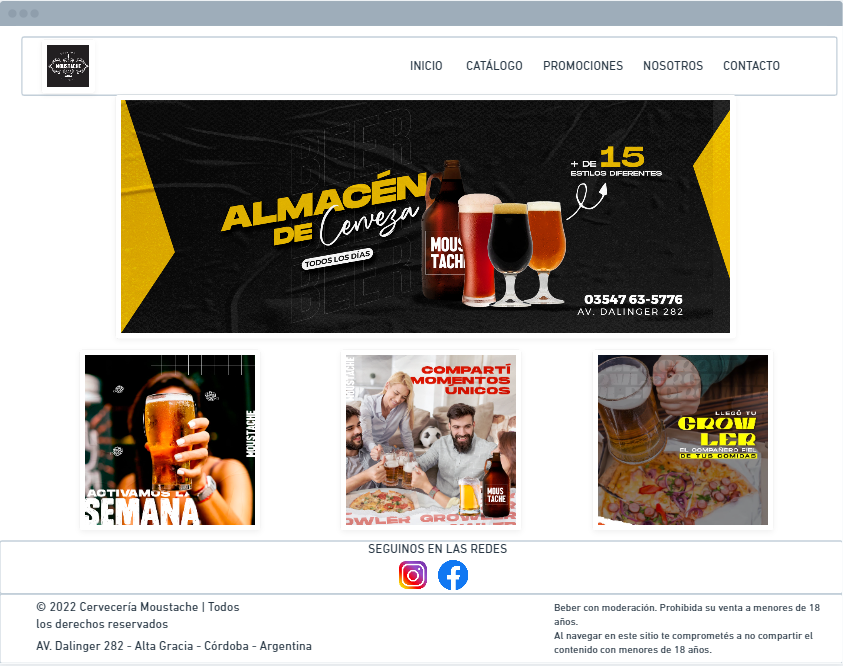 MOUSTACHE
INICIO CATÁLOGO PROMOCIONES NOSOTROS CONTACTO
BEER
ALMACÉN
DE Cerveza
TODOS LOS DÍAS
BEER
MOUS
TACHE
+ DE 15
ESTILOS DIFERENTES
03547 63-5776
AV. DALINGER 282
MOUSTACHE
ACTIVAMOS LA
SEMANA
MOUSTACHE
COMPARTÍ
MOMENTOS
ÚNICOS
MOUS
TACHE
OWLER GROW
LLEGÓ TU
GROW
LER
EL COMPAÑERO FIEL
DE TUS COMIDAS
SEGUINOS EN LAS REDES
© 2022 Cervecería Moustache | Todos
los derechos reservados
AV. Dalinger 282 - Alta Gracia - Córdoba - Argentina
Beber con moderación. Prohibida su venta a menores de 18
años.
Al navegar en este sitio te comprometés a no compartir el
contenido con menores de 18 años.